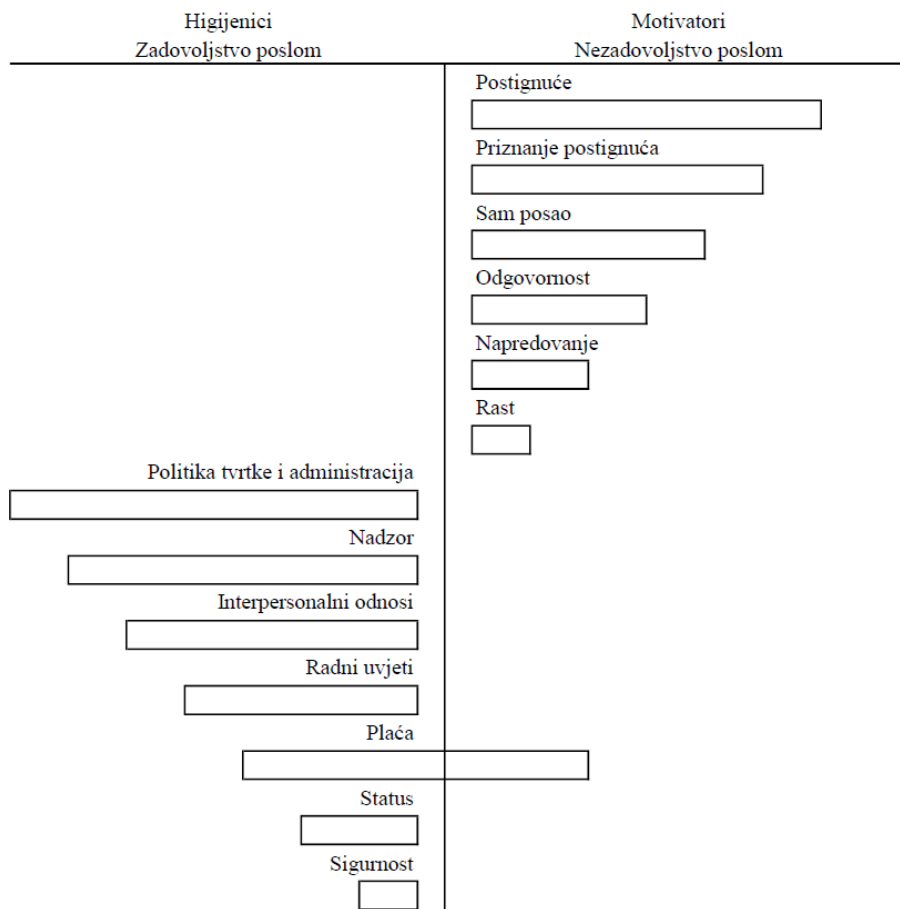 Higijenici
Zadovoljstvo poslom
Motivatori
Nezadovoljstvo poslom
Postignuće
Priznanje postignuća
Sam posao
Odgovornost
Napredovanje
Rast
Politika tvrtke i administracija
Nadzor
Interpersonalni odnosi
Radni uvjeti
Plaća
Status
Sigurnost